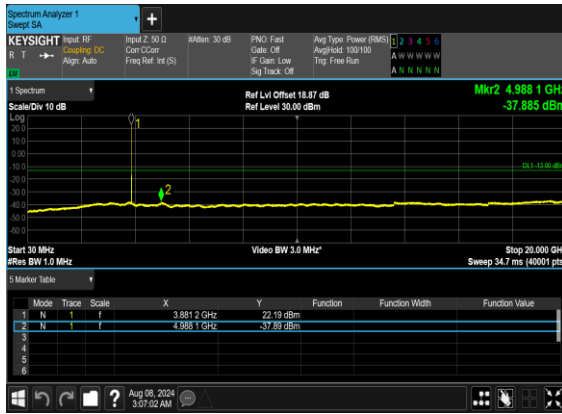 Spectrum Analyzer 1
Swept SA
+
KEYSIGHT Input: RF Input Z: 50 Ω #Atten: 30 dB PNO: Fast Avg Type: Power (RMS) 1 2 3 4 5 6
R T Coupling: DC Corr CCorr Gate: Off Avg|Hold: 100/100 A W W W W W
Align: Auto Freq Ref: Int (S) IF Gain: Low Trig: Free Run
Sig Track: Off A N N N N N
LXI
1 Spectrum
Ref Lvl Offset 18.87 dB Mkr2 4.988 1 GHz
Scale/Div 10 dB Ref Level 30.00 dBm -37.885 dBm
Log
20.0
10.0
0.00
-10.0
DL1 -13.00 dBm
-20.0
-30.0
-40.0
-50.0
-60.0
1
2
Start 30 MHz Video BW 3.0 MHz* Stop 20.000 GH
#Res BW 1.0 MHz Sweep 34.7 ms (40001 pts
5 Marker Table
Mode Trace Scale X Y Function Function Width Function Value
1 N 1 f 3.881 2 GHz 22.19 dBm
2 N 1 f 4.988 1 GHz -37.89 dBm
3
4
5
6
? Aug 08, 2024
3:07:02 AM